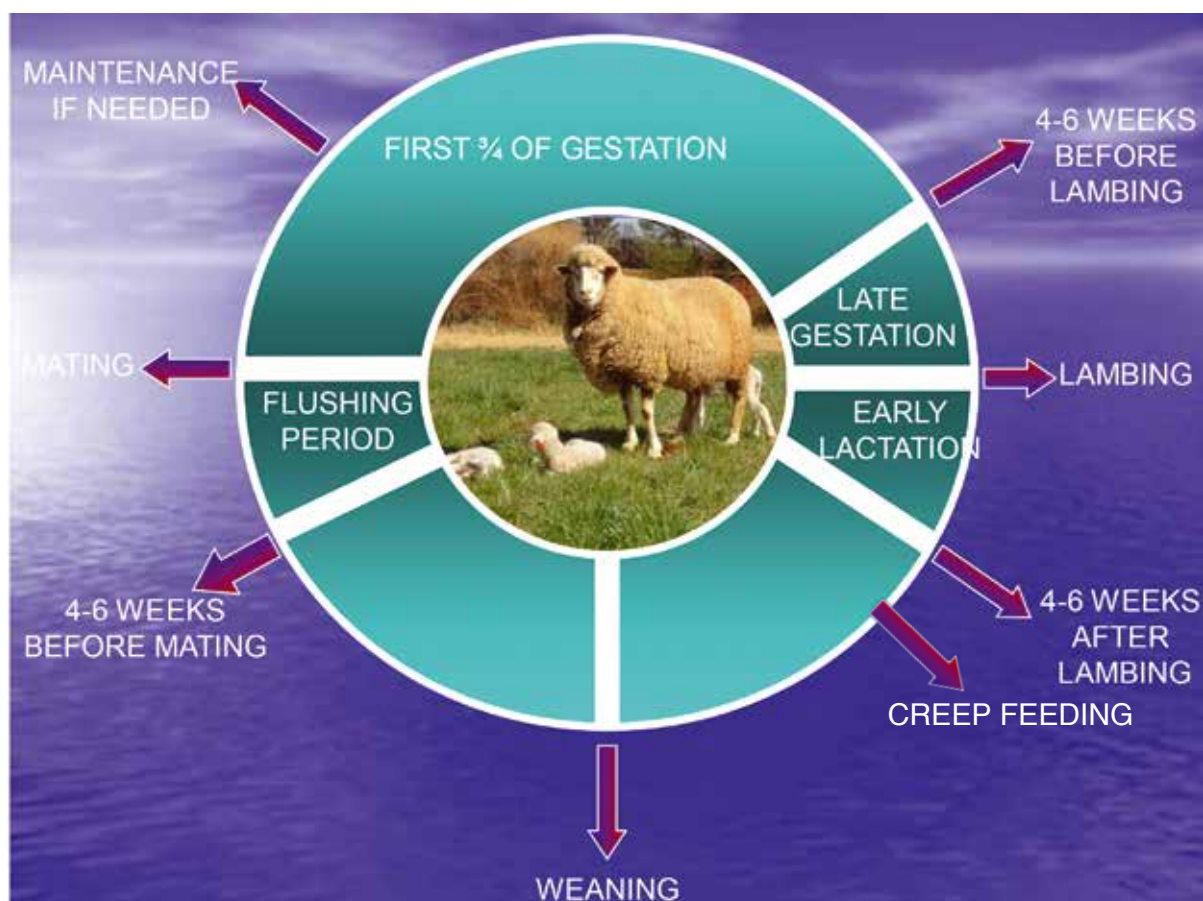 MAINTENANCE
IF NEEDED
FIRST ¾ OF GESTATION
4-6 WEEKS
BEFORE
LAMBING
LATE
GESTATION
MATING
LAMBING
FLUSHING
PERIOD
EARLY
LACTATION
4-6 WEEKS
BEFORE MATING
4-6 WEEKS
AFTER
LAMBING
CREEP FEEDING
WEANING